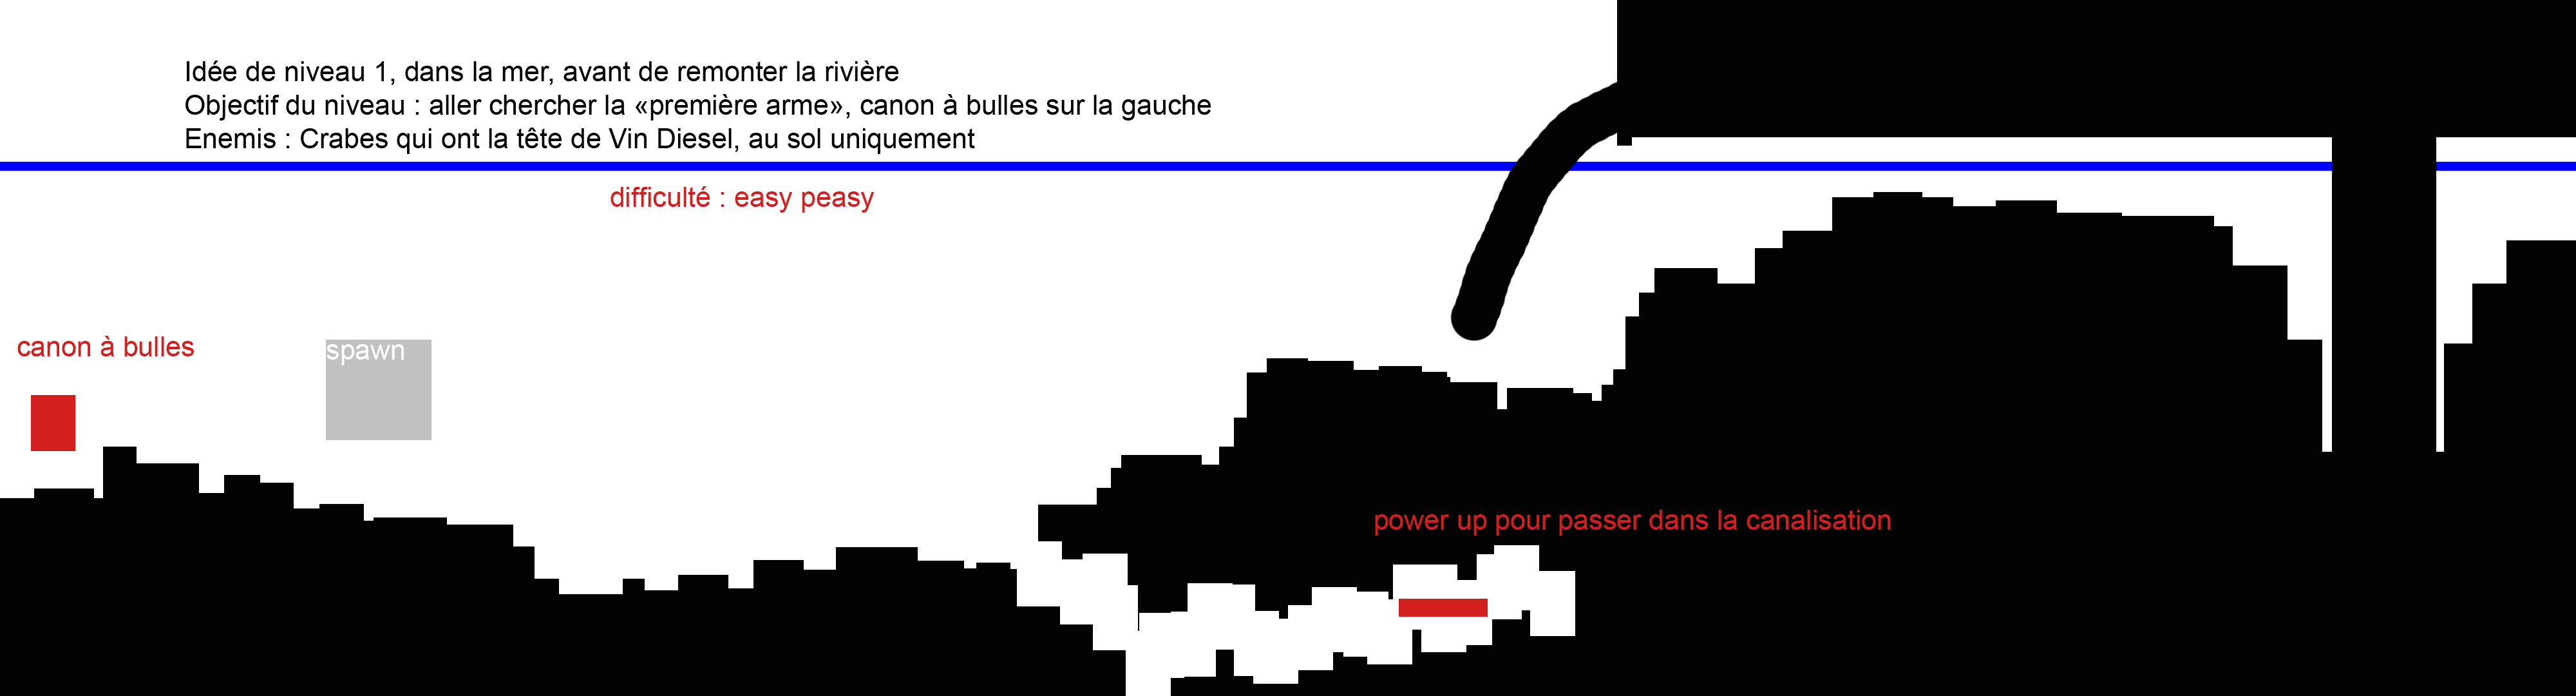 Idée de niveau 1, dans la mer, avant de remonter la rivière
Objectif du niveau : aller chercher la «première arme», canon à bulles sur la gauche
Enemis : Crabes qui ont la tête de Vin Diesel, au sol uniquement
difficulté : easy peasy
canon à bulles
spawn
power up pour passer dans la canalisation